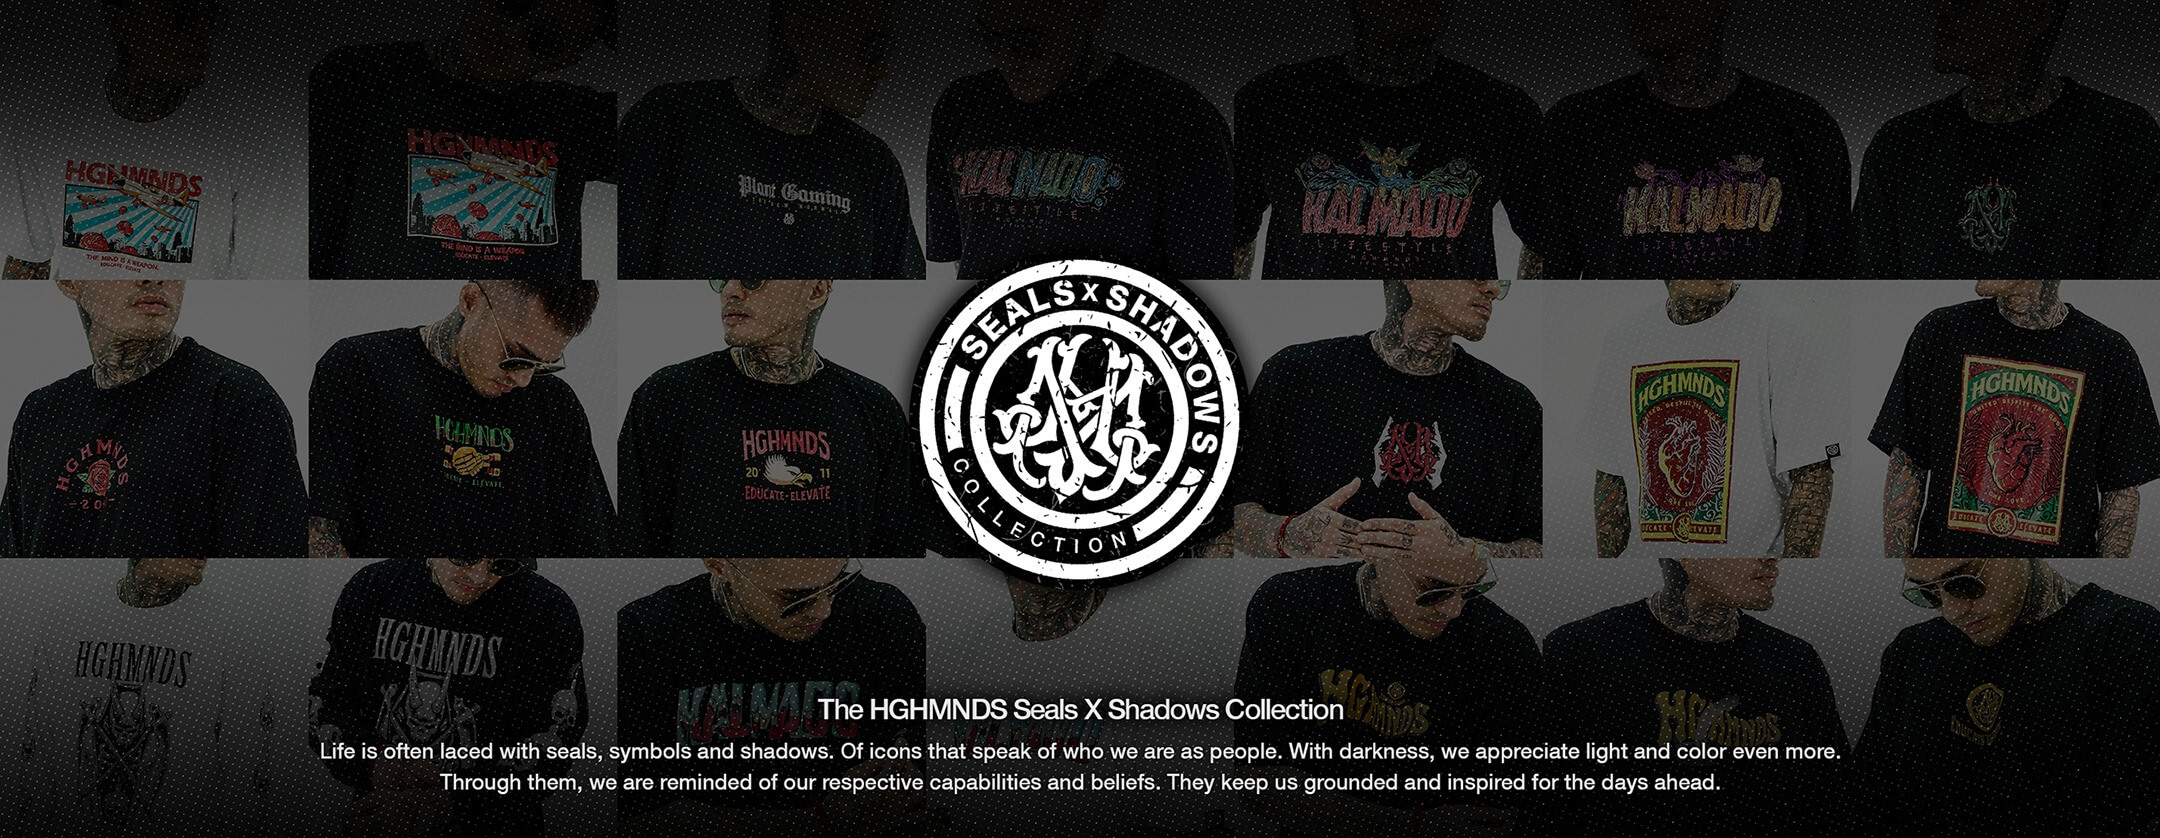 HGHMNDS
THE MIND IS A WEAPON.
EDUCATE - ELEVATE
HGHMNDS
THE MIND IS A WEAPON.
EDUCATE - ELEVATE
Plant Gaming
KALMADO
LIFESTYLE
KALMADO
LIFESTYLE
KALMADO
LIFESTYLE
SEALS X SHADOWS
COLLECTION
HGHMNDS
HGHMNDS
ELEVATE
HGHMNDS
20 11
EDUCATE - ELEVATE
HGHMNDS
HGHMNDS
HGHMNDS
HGHMNDS
KALMADO
HGHMNDS
HGHMNDS
The HGHMNDS Seals X Shadows Collection
Life is often laced with seals, symbols and shadows. Of icons that speak of who we are as people. With darkness, we appreciate light and color even more.
Through them, we are reminded of our respective capabilities and beliefs. They keep us grounded and inspired for the days ahead.